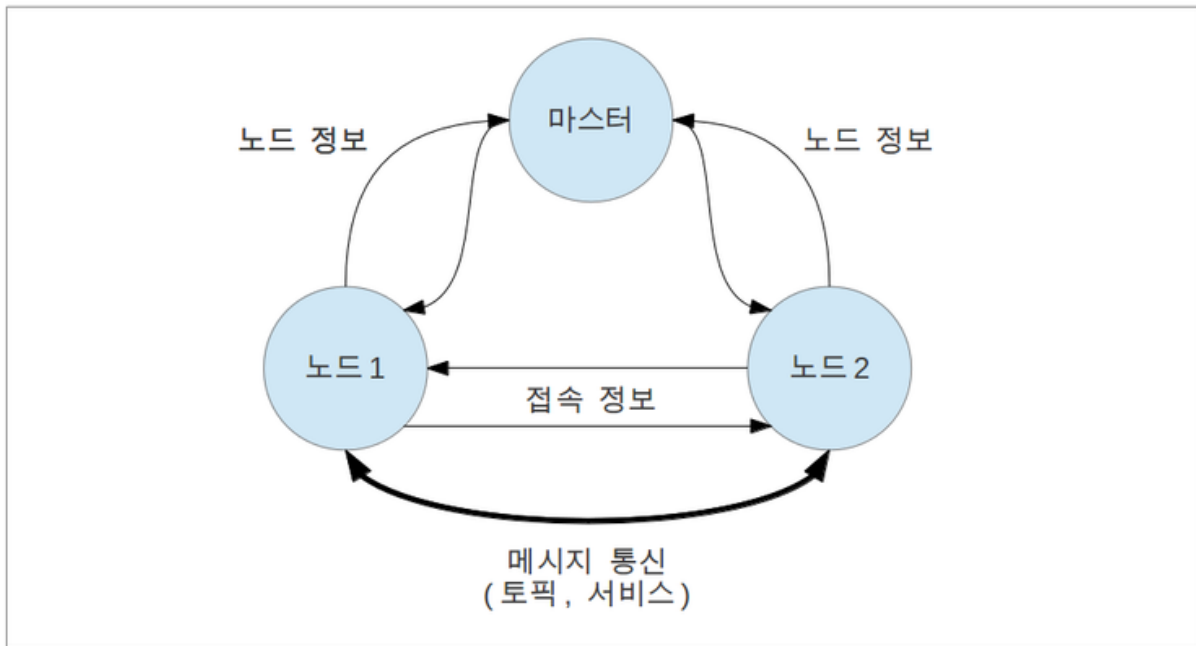 마스터
노드 정보
노드 정보
노드1
노드2
접속 정보
메시지 통신
(토픽, 서비스)